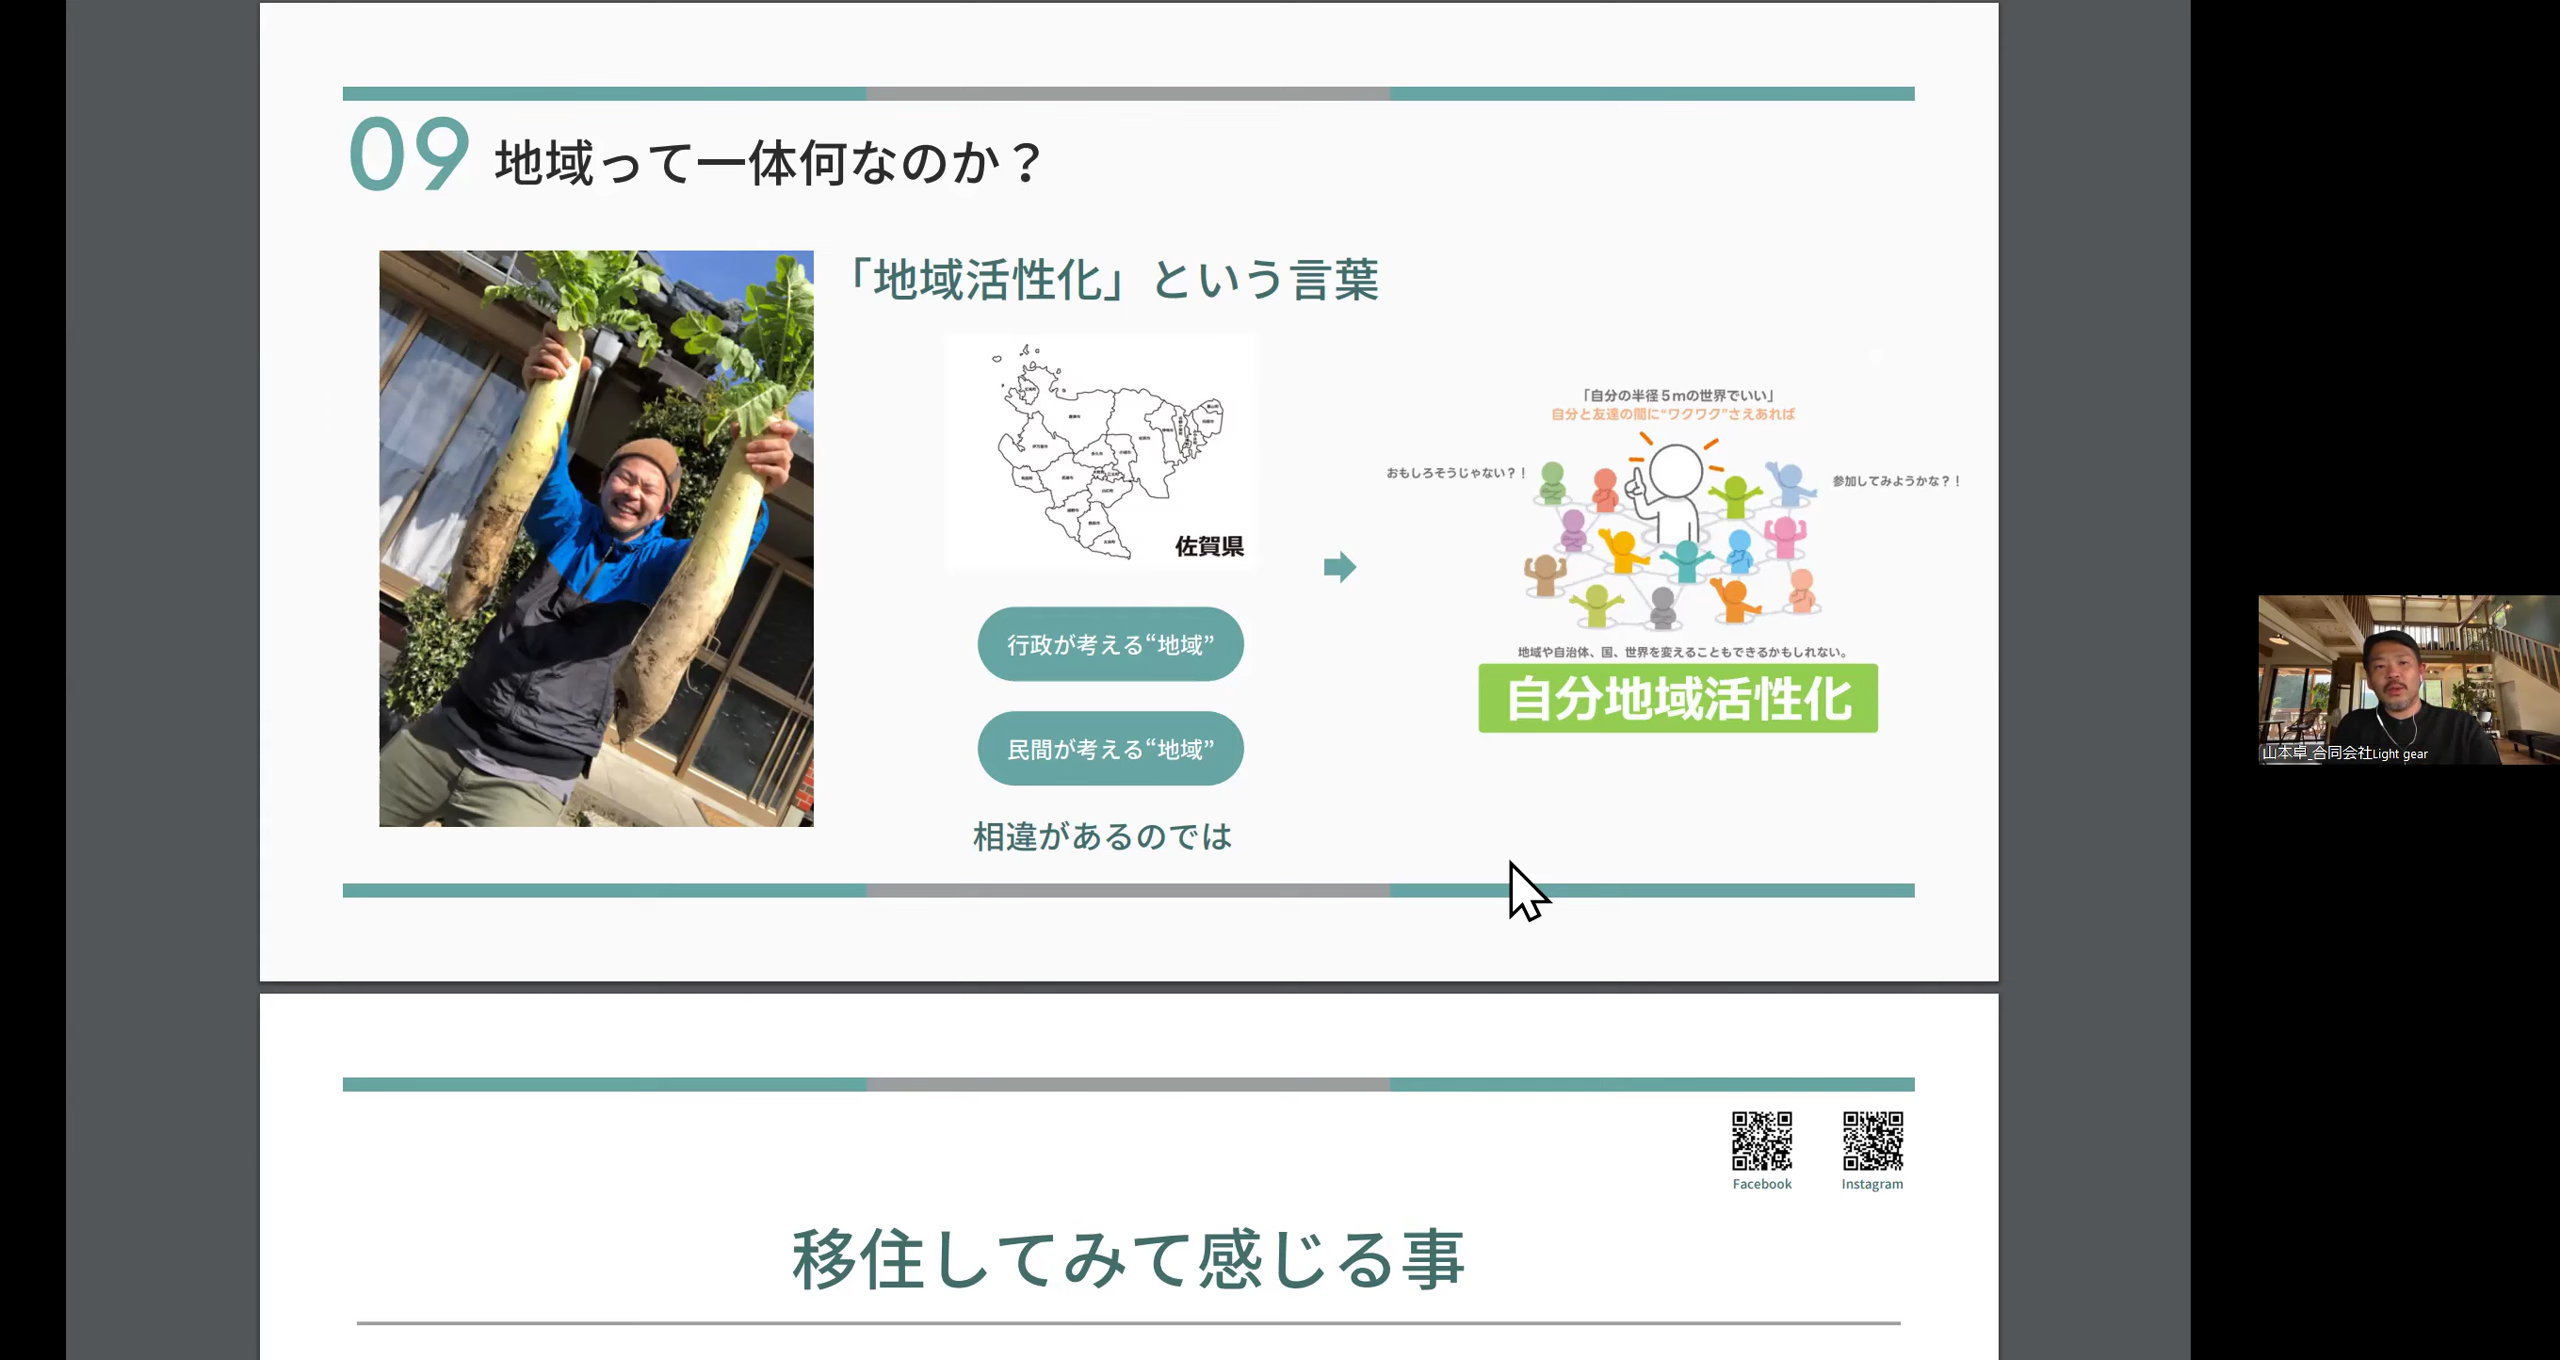 09 地域って一体何なのか？
「地域活性化」という言葉
佐賀県
行政が考える“地域”
民間が考える“地域”
相違があるのでは
「自分の半径５ｍの世界でいい」
自分と友達の間に“ワクワク”さえあれば
おもしろそうじゃない？！
参加してみようかな？！
地域や自治体、国、世界を変えることもできるかもしれない。
自分地域活性化
山本卓_合同会社Light gear
Facebook
Instagram
移住してみて感じる事